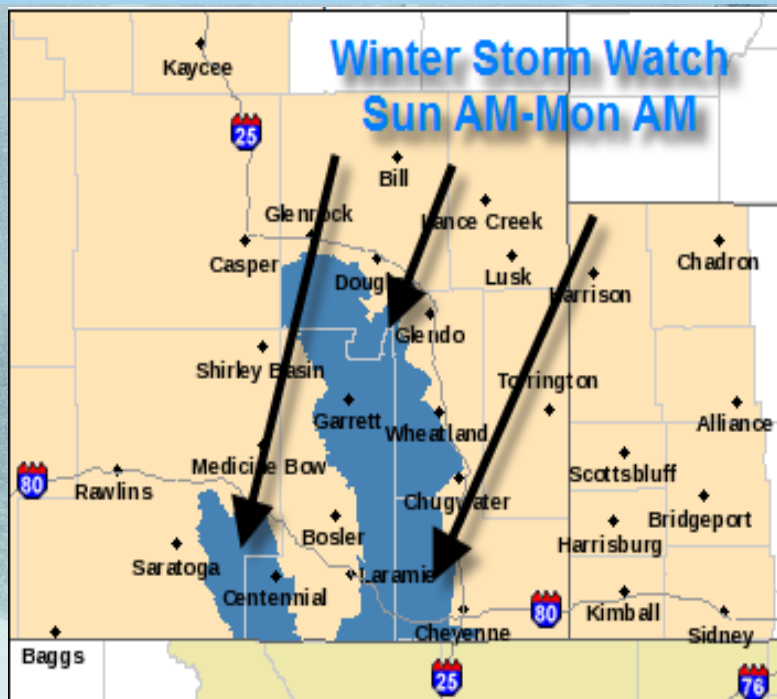 Kaycee
Winter Storm Watch
Sun AM-Mon AM
25
Bill
Glenrock
Lance Creek
Casper
Douglas
Lusk
Chadron
Harrison
Glendo
Shirley Basin
Torrington
Garrett
Wheatland
Alliance
Medicine Bow
Scottsbluff
80
Rawlins
Chugwater
Bridgeport
Bosler
Harrisburg
Saratoga
Laramie
Centennial
80
Kimball
Cheyenne
Sidney
Baggs
25
76